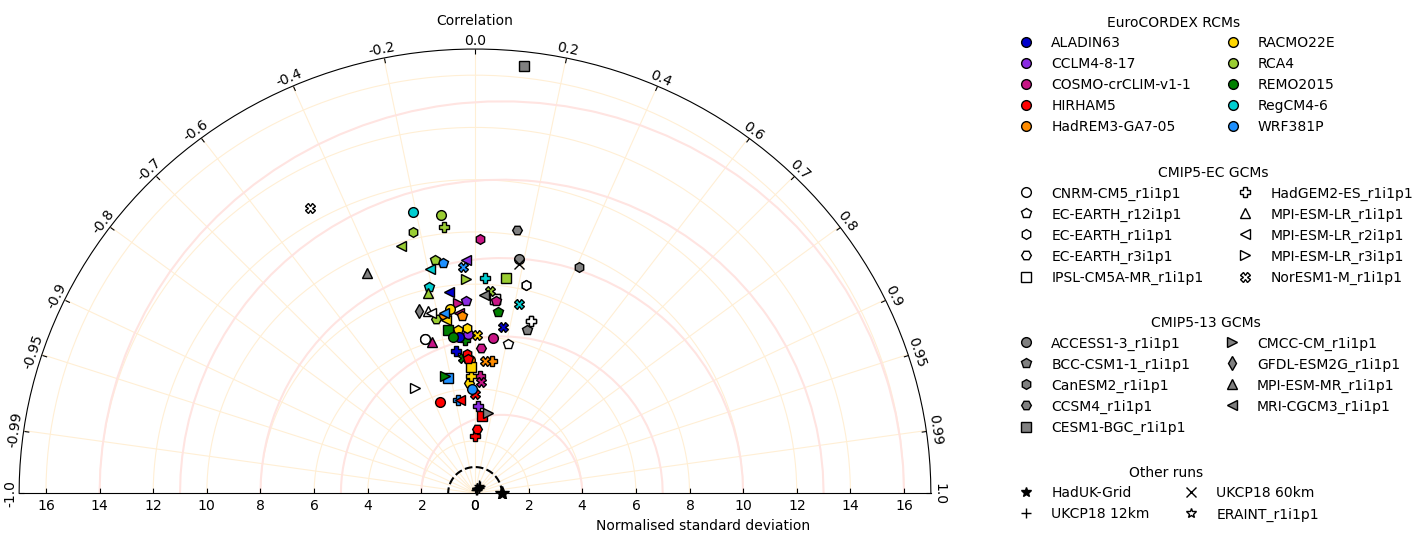 Correlation
-1.0
-0.99
-0.95
-0.9
-0.8
-0.7
-0.6
-0.4
-0.2
0.0
0.2
0.4
0.6
0.7
0.8
0.9
0.95
0.99
1.0
16 14 12 10 8 6 4 2 0 2 4 6 8 10 12 14 16
Normalised standard deviation
EuroCORDEX RCMs
ALADIN63 RACMO22E
CCLM4-8-17 RCA4
COSMO-crCLIM-v1-1 REMO2015
HIRHAM5 RegCM4-6
HadREM3-GA7-05 WRF381P
CMIP5-EC GCMs
CNRM-CM5_r1i1p1 HadGEM2-ES_r1i1p1
EC-EARTH_r12i1p1 MPI-ESM-LR_r1i1p1
EC-EARTH_r1i1p1 MPI-ESM-LR_r2i1p1
EC-EARTH_r3i1p1 MPI-ESM-LR_r3i1p1
IPSL-CM5A-MR_r1i1p1 NorESM1-M_r1i1p1
CMIP5-13 GCMs
ACCESS1-3_r1i1p1 CMCC-CM_r1i1p1
BCC-CSM1-1_r1i1p1 GFDL-ESM2G_r1i1p1
CanESM2_r1i1p1 MPI-ESM-MR_r1i1p1
CCSM4_r1i1p1 MRI-CGCM3_r1i1p1
CESM1-BGC_r1i1p1
Other runs
HadUK-Grid UKCP18 60km
UKCP18 12km ERAINT_r1i1p1